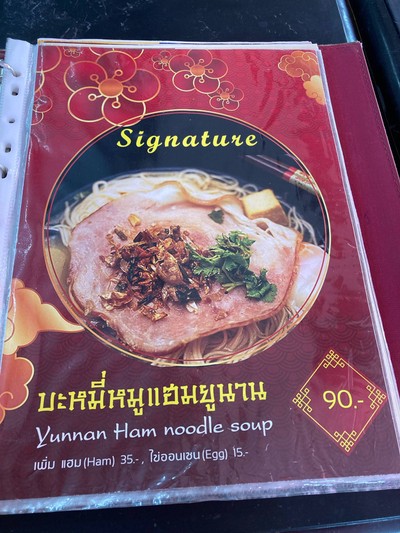 Signature
บะหมี่หมูแฮมยูนาน
90.-
Yunnan Ham noodle soup
เพิ่ม แฮม (Ham) 35.- , ไข่ออนเซน (Egg) 15.-